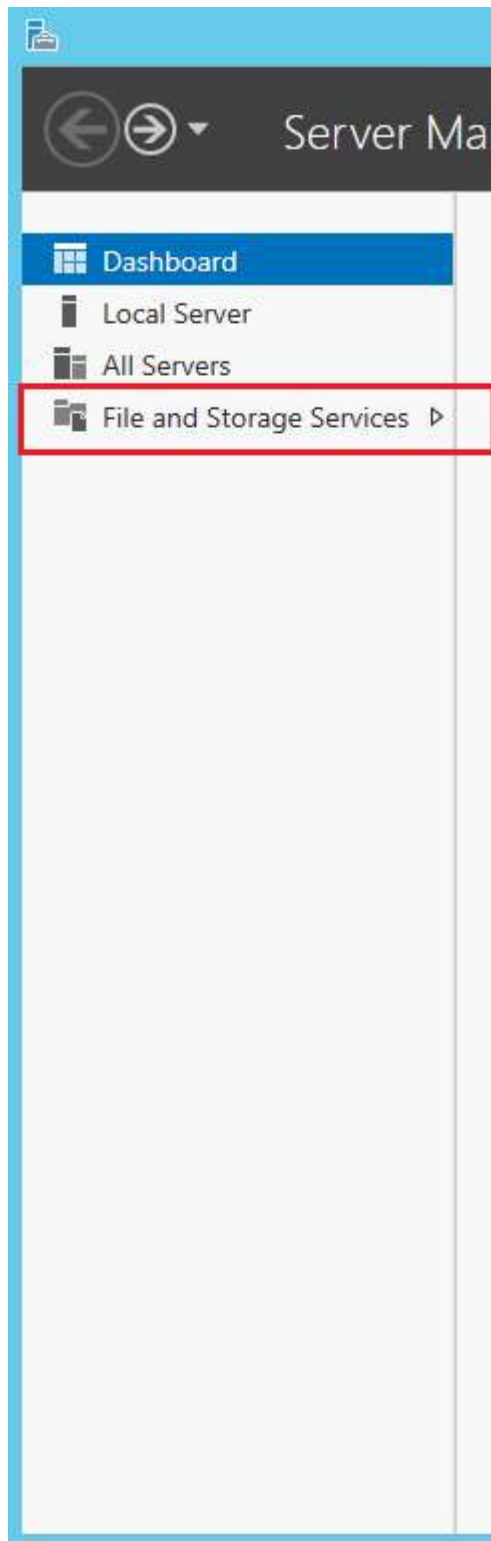 Server Ma
Dashboard
Local Server
All Servers
File and Storage Services